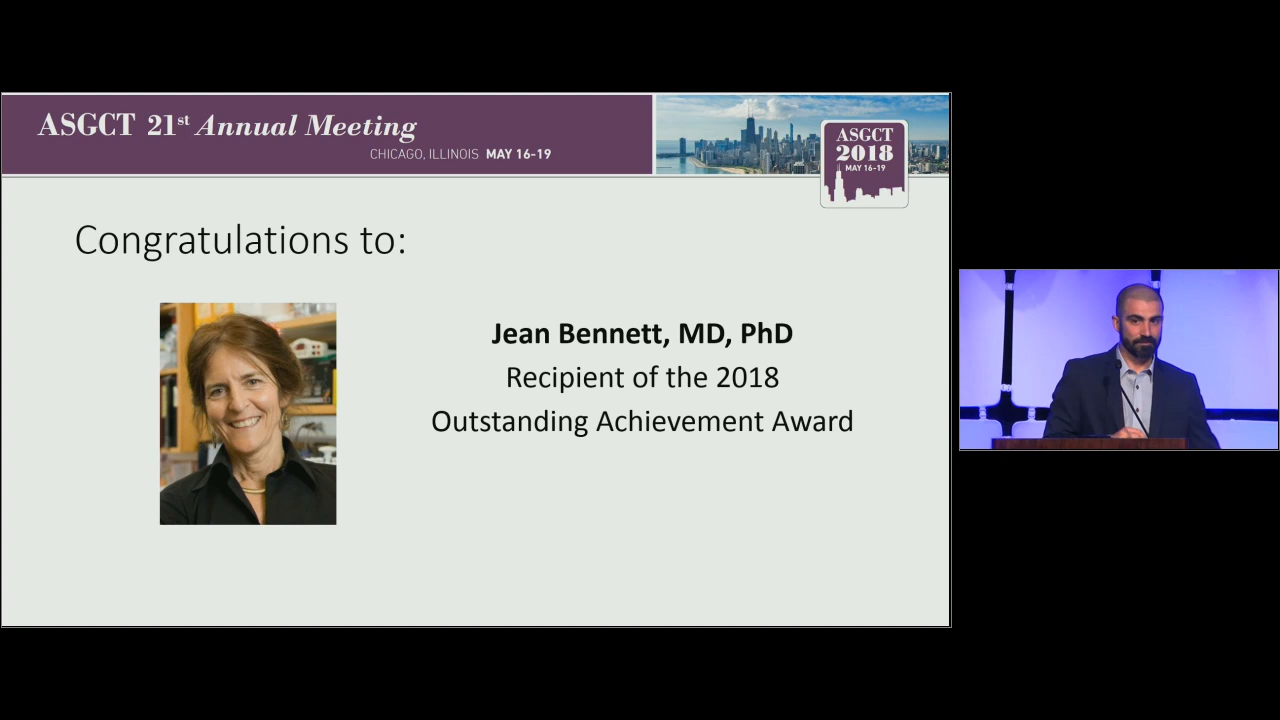 ASGCT 21st Annual Meeting
CHICAGO, ILLINOIS MAY 16-19
ASGCT
2018
MAY 16-19
Congratulations to:
Jean Bennett, MD, PhD
Recipient of the 2018
Outstanding Achievement Award